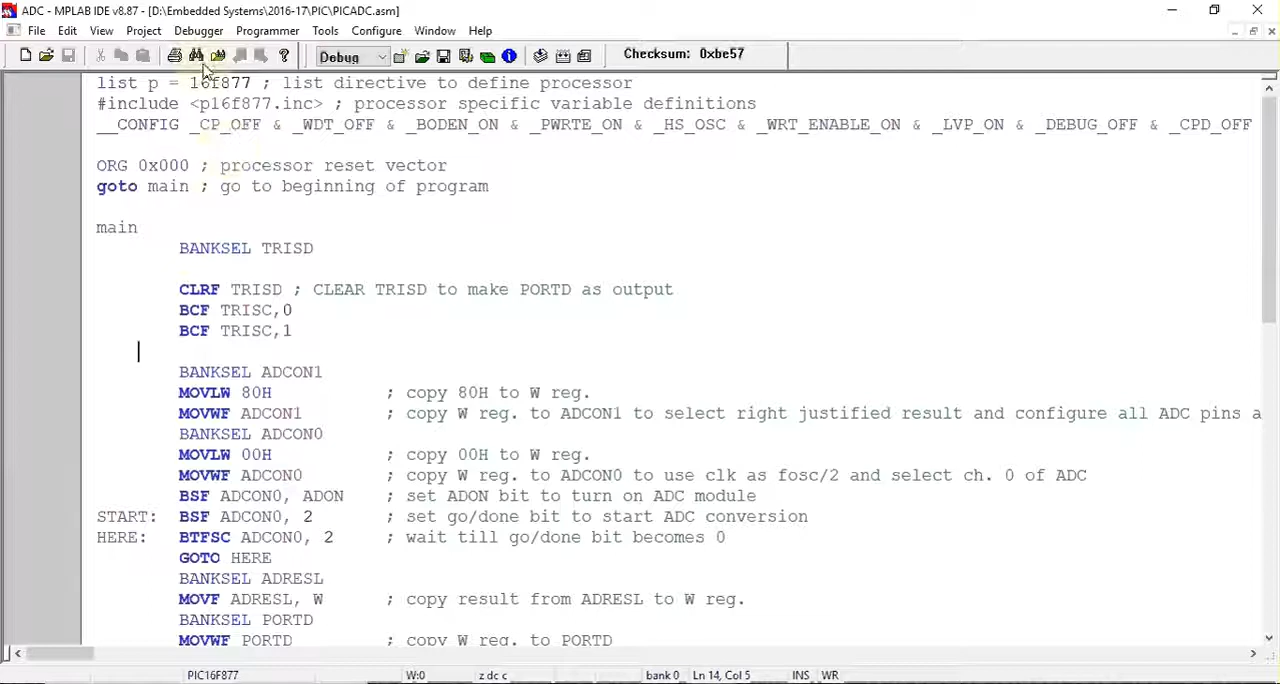 ADC - MPLAB IDE v8.87 - [D:\Embedded Systems\2016-17\PIC\PICADC.asm]
File Edit View Project Debugger Programmer Tools Configure Window Help
Debug Checksum: 0xbe57
list p = 16f877 ; list directive to define processor
#include <p16f877.inc> ; processor specific variable definitions
__CONFIG _CP_OFF & _WDT_OFF & _BODEN_ON & _PWRTE_ON & _HS_OSC & _WRT_ENABLE_ON & _LVP_ON & _DEBUG_OFF & _CPD_OFF
ORG 0x000 ; processor reset vector
goto main ; go to beginning of program
main
BANKSEL TRISD
CLRF TRISD ; CLEAR TRISD to make PORTD as output
BCF TRISC,0
BCF TRISC,1
BANKSEL ADCON1
MOVLW 80H ; copy 80H to W reg.
MOVWF ADCON1 ; copy W reg. to ADCON1 to select right justified result and configure all ADC pins a
BANKSEL ADCON0
MOVLW 00H ; copy 00H to W reg.
MOVWF ADCON0 ; copy W reg. to ADCON0 to use clk as fosc/2 and select ch. 0 of ADC
BSF ADCON0, ADON ; set ADON bit to turn on ADC module
START: BSF ADCON0, 2 ; set go/done bit to start ADC conversion
HERE: BTFSC ADCON0, 2 ; wait till go/done bit becomes 0
GOTO HERE
BANKSEL ADRESL
MOVF ADRESL, W ; copy result from ADRESL to W reg.
BANKSEL PORTD
MOVWF PORTD ; copy W reg. to PORTD
PIC16F877 W:0 z dc c bank 0 Ln 14, Col 5 INS WR